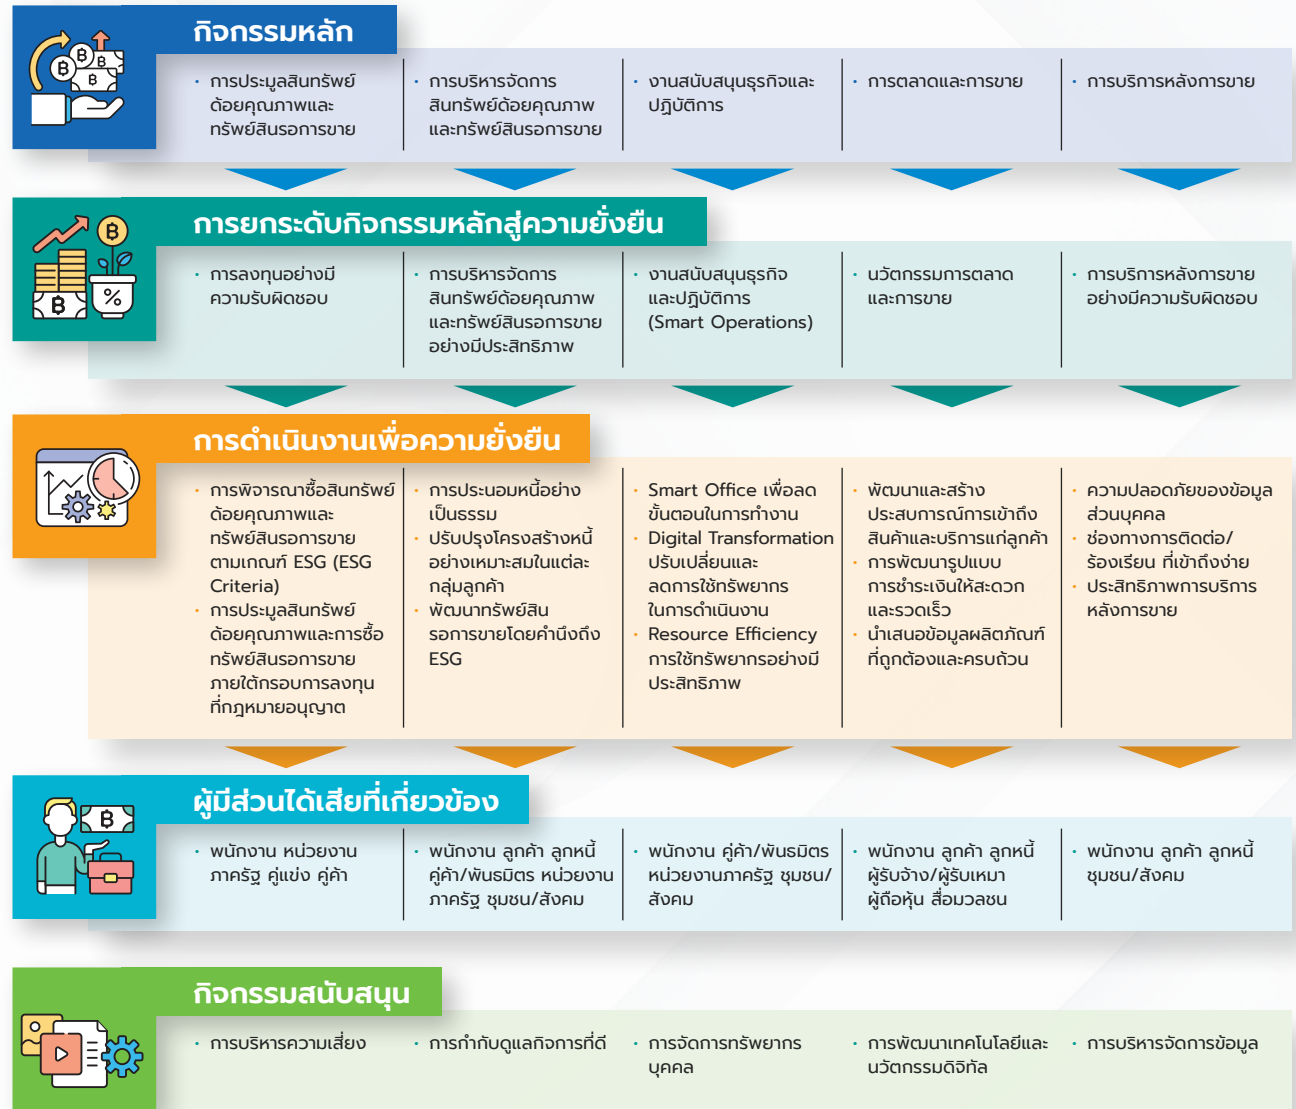 กิจกรรมหลัก
· การประมูลสินทรัพย์
ด้อยคุณภาพและ
ทรัพย์สินรอการขาย
· การบริหารจัดการ
สินทรัพย์ด้อยคุณภาพ
และทรัพย์สินรอการขาย
· งานสนับสนุนธุรกิจและ
ปฏิบัติการ
· การตลาดและการขาย
· การบริการหลังการขาย
การยกระดับกิจกรรมหลักสู่ความยั่งยืน
· การลงทุนอย่างมี
ความรับผิดชอบ
· การบริหารจัดการ
สินทรัพย์ด้อยคุณภาพ
และทรัพย์สินรอการขาย
อย่างมีประสิทธิภาพ
· งานสนับสนุนธุรกิจ
และปฏิบัติการ
(Smart Operations)
· นวัตกรรมการตลาด
และการขาย
· การบริการหลังการขาย
อย่างมีความรับผิดชอบ
การดำเนินงานเพื่อความยั่งยืน
· การพิจารณาซื้อสินทรัพย์
ด้อยคุณภาพและ
ทรัพย์สินรอการขาย
ตามเกณฑ์ ESG (ESG
Criteria)
· การประมูลสินทรัพย์
ด้อยคุณภาพและการซื้อ
ทรัพย์สินรอการขาย
ภายใต้กรอบการลงทุน
ที่กฎหมายอนุญาต
· การประนอมหนี้อย่าง
เป็นธรรม
· ปรับปรุงโครงสร้างหนี้
อย่างเหมาะสมในแต่ละ
กลุ่มลูกค้า
· พัฒนาทรัพย์สิน
รอการขายโดยคำนึงถึง
ESG
· Smart Office เพื่อลด
ขั้นตอนในการทำงาน
· Digital Transformation
ปรับเปลี่ยนและ
ลดการใช้ทรัพยากร
ในการดำเนินงาน
· Resource Efficiency
การใช้ทรัพยากรอย่างมี
ประสิทธิภาพ
· พัฒนาและสร้าง
ประสบการณ์การเข้าถึง
สินค้าและบริการแก่ลูกค้า
· การพัฒนารูปแบบ
การชำระเงินให้สะดวก
และรวดเร็ว
· นำเสนอข้อมูลผลิตภัณฑ์
ที่ถูกต้องและครบถ้วน
· ความปลอดภัยของข้อมูล
ส่วนบุคคล
· ช่องทางการติดต่อ/
ร้องเรียน ที่เข้าถึงง่าย
· ประสิทธิภาพการบริการ
หลังการขาย
ผู้มีส่วนได้เสียที่เกี่ยวข้อง
· พนักงาน หน่วยงาน
ภาครัฐ คู่แข่ง คู่ค้า
· พนักงาน ลูกค้า ลูกหนี้
คู่ค้า/พันธมิตร หน่วยงาน
ภาครัฐ ชุมชน/สังคม
· พนักงาน คู่ค้า/พันธมิตร
หน่วยงานภาครัฐ ชุมชน/
สังคม
· พนักงาน ลูกค้า ลูกหนี้
ผู้รับจ้าง/ผู้รับเหมา
ผู้ถือหุ้น สื่อมวลชน
· พนักงาน ลูกค้า ลูกหนี้
ชุมชน/สังคม
กิจกรรมสนับสนุน
· การบริหารความเสี่ยง
· การกำกับดูแลกิจการที่ดี
· การจัดการทรัพยากร
บุคคล
· การพัฒนาเทคโนโลยีและ
นวัตกรรมดิจิทัล
· การบริหารจัดการข้อมูล